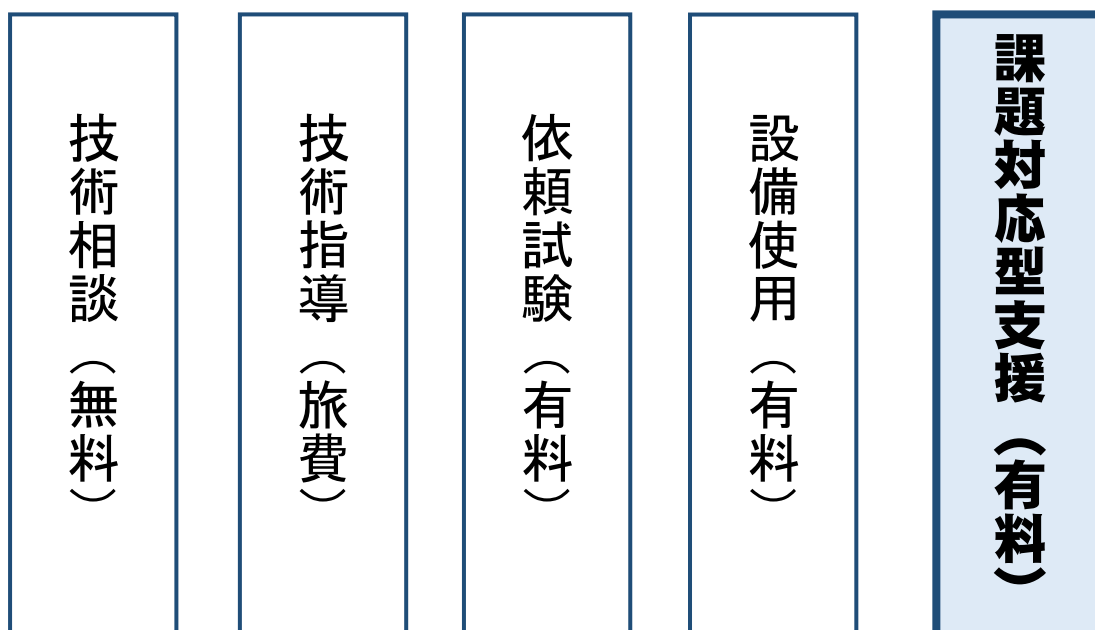 技術相談（無料）
技術指導（旅費）
依頼試験（有料）
設備使用（有料）
課題対応型支援（有料）